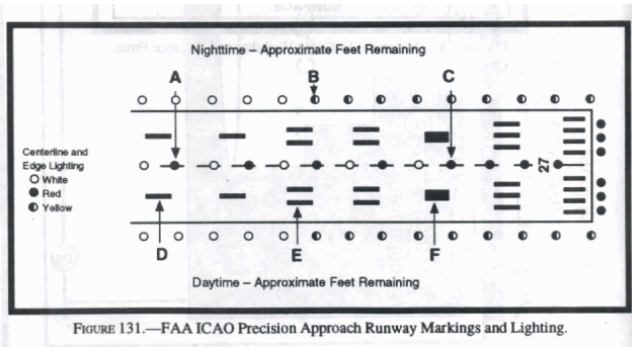 Nighttime – Approximate Feet Remaining
A
B
C
Centerline and
Edge Lighting
White
Red
Yellow
27
D
E
F
Daytime – Approximate Feet Remaining
FIGURE 131.—FAA ICAO Precision Approach Runway Markings and Lighting.